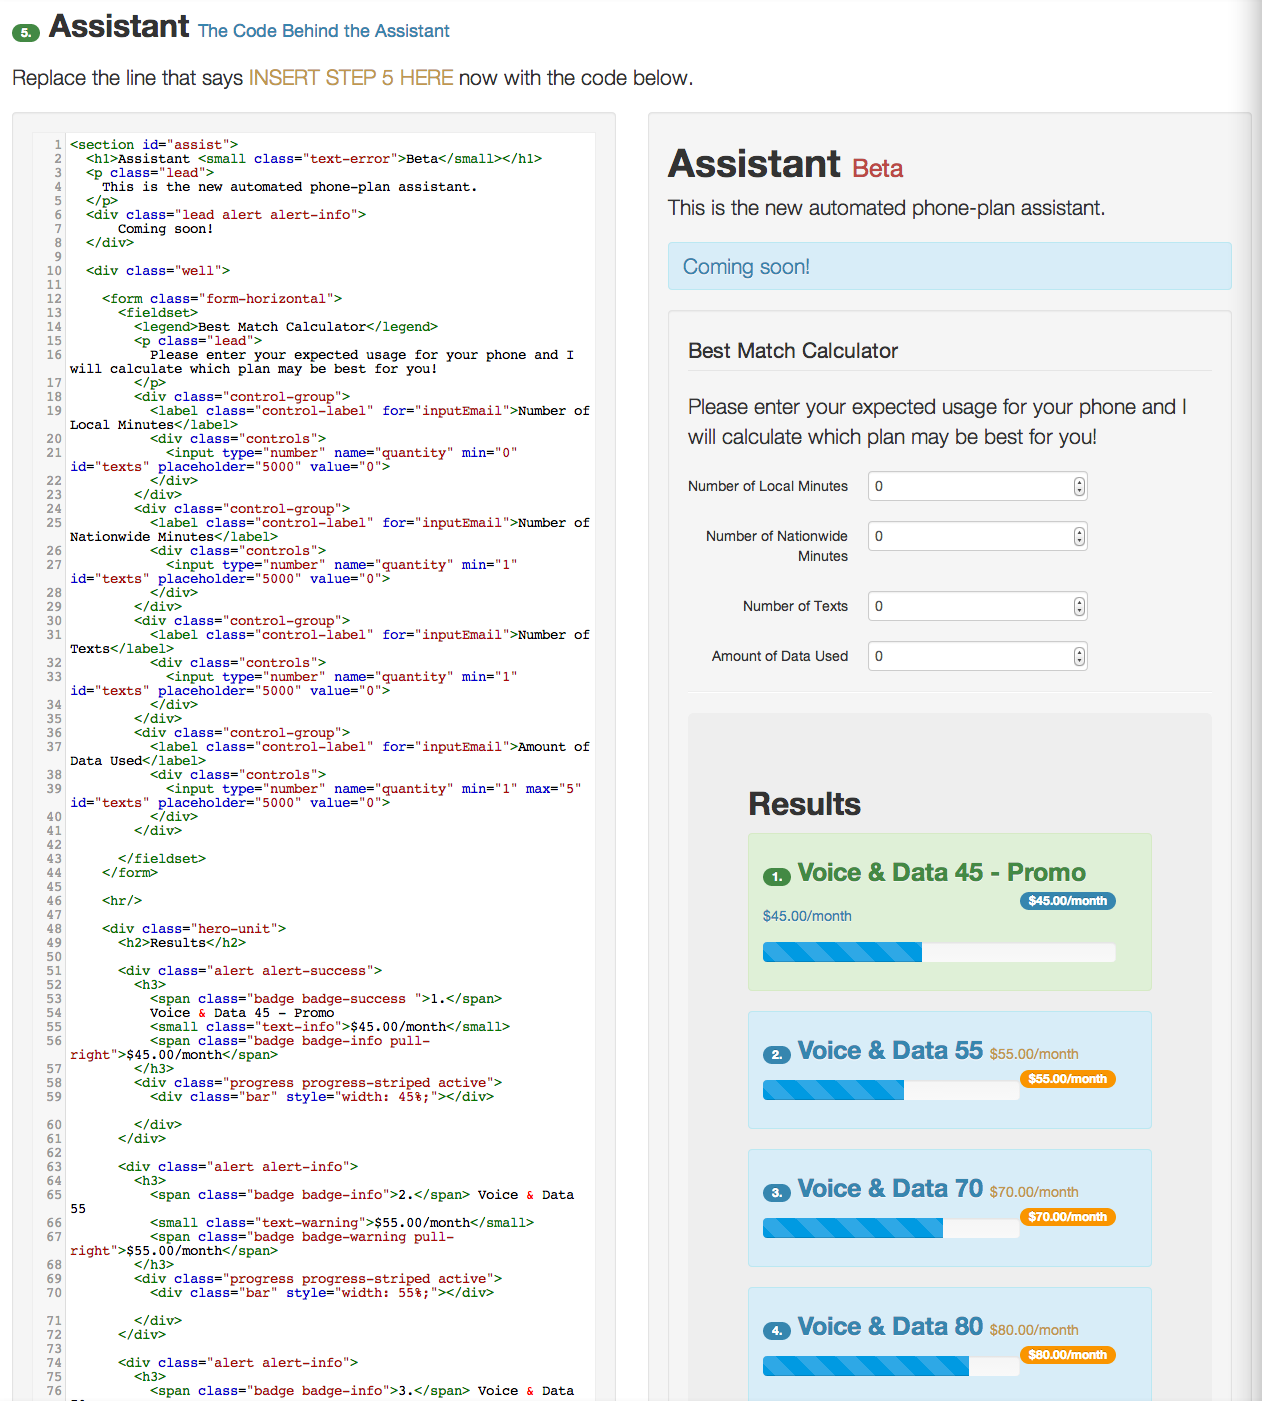 5. Assistant The Code Behind the Assistant
Replace the line that says INSERT STEP 5 HERE now with the code below.
1 <section id="assist">
2 <h1>Assistant <small class="text-error">Beta</small></h1>
3 <p class="lead">
4 This is the new automated phone-plan assistant.
5 </p>
6 <div class="lead alert alert-info">
7 Coming soon!
8 </div>
9
10 <div class="well">
11
12 <form class="form-horizontal">
13 <fieldset>
14 <legend>Best Match Calculator</legend>
15 <p class="lead">
16 Please enter your expected usage for your phone and I
will calculate which plan may be best for you!
17 </p>
18 <div class="control-group">
19 <label class="control-label" for="inputEmail">Number of
Local Minutes</label>
20 <div class="controls">
21 <input type="number" name="quantity" min="0"
id="texts" placeholder="5000" value="0">
22 </div>
23 </div>
24 <div class="control-group">
25 <label class="control-label" for="inputEmail">Number of
Nationwide Minutes</label>
26 <div class="controls">
27 <input type="number" name="quantity" min="1"
id="texts" placeholder="5000" value="0">
28 </div>
29 </div>
30 <div class="control-group">
31 <label class="control-label" for="inputEmail">Number of
Texts</label>
32 <div class="controls">
33 <input type="number" name="quantity" min="1"
id="texts" placeholder="5000" value="0">
34 </div>
35 </div>
36 <div class="control-group">
37 <label class="control-label" for="inputEmail">Amount of
Data Used</label>
38 <div class="controls">
39 <input type="number" name="quantity" min="1" max="5"
id="texts" placeholder="5000" value="0">
40 </div>
41 </div>
42
43 </fieldset>
44 </form>
45
46 <hr/>
47
48 <div class="hero-unit">
49 <h2>Results</h2>
50
51 <div class="alert alert-success">
52 <h3>
53 <span class="badge badge-success ">1.</span>
54 Voice & Data 45 - Promo
55 <small class="text-info">$45.00/month</small>
56 <span class="badge badge-info pull-
right">$45.00/month</span>
57 </h3>
58 <div class="progress progress-striped active">
59 <div class="bar" style="width: 45%;"></div>
60 </div>
61 </div>
62
63 <div class="alert alert-info">
64 <h3>
65 <span class="badge badge-info">2.</span> Voice & Data
55
66 <small class="text-warning">$55.00/month</small>
67 <span class="badge badge-warning pull-
right">$55.00/month</span>
68 </h3>
69 <div class="progress progress-striped active">
70 <div class="bar" style="width: 55%;"></div>
71 </div>
72 </div>
73
74 <div class="alert alert-info">
75 <h3>
76 <span class="badge badge-info">3.</span> Voice & Data
Assistant Beta
This is the new automated phone-plan assistant.
Coming soon!
Best Match Calculator
Please enter your expected usage for your phone and I
will calculate which plan may be best for you!
Number of Local Minutes 0
Number of Nationwide 0
Minutes
Number of Texts 0
Amount of Data Used 0
Results
1. Voice & Data 45 - Promo
$45.00/month
$45.00/month
2. Voice & Data 55 $55.00/month
$55.00/month
3. Voice & Data 70 $70.00/month
$70.00/month
4. Voice & Data 80 $80.00/month
$80.00/month